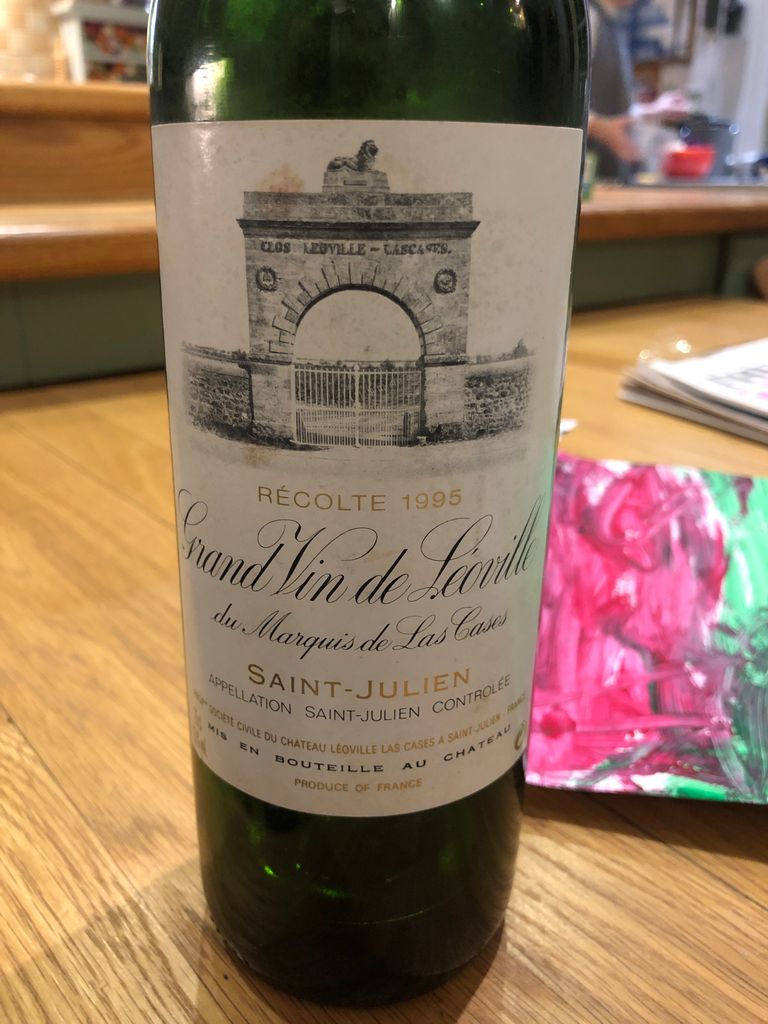 CLOS LEOVILLE - LASCASES.
RÉCOLTE 1995
Grand Vin de Léoville
du Marquis de Las Cases
SAINT-JULIEN
APPELLATION SAINT-JULIEN CONTROLÉE
SOCIÉTÉ CIVILE DU CHATEAU LÉOVILLE LAS CASES A SAINT-JULIEN FRANCE
MIS EN BOUTEILLE AU CHATEAU
PRODUCE OF FRANCE